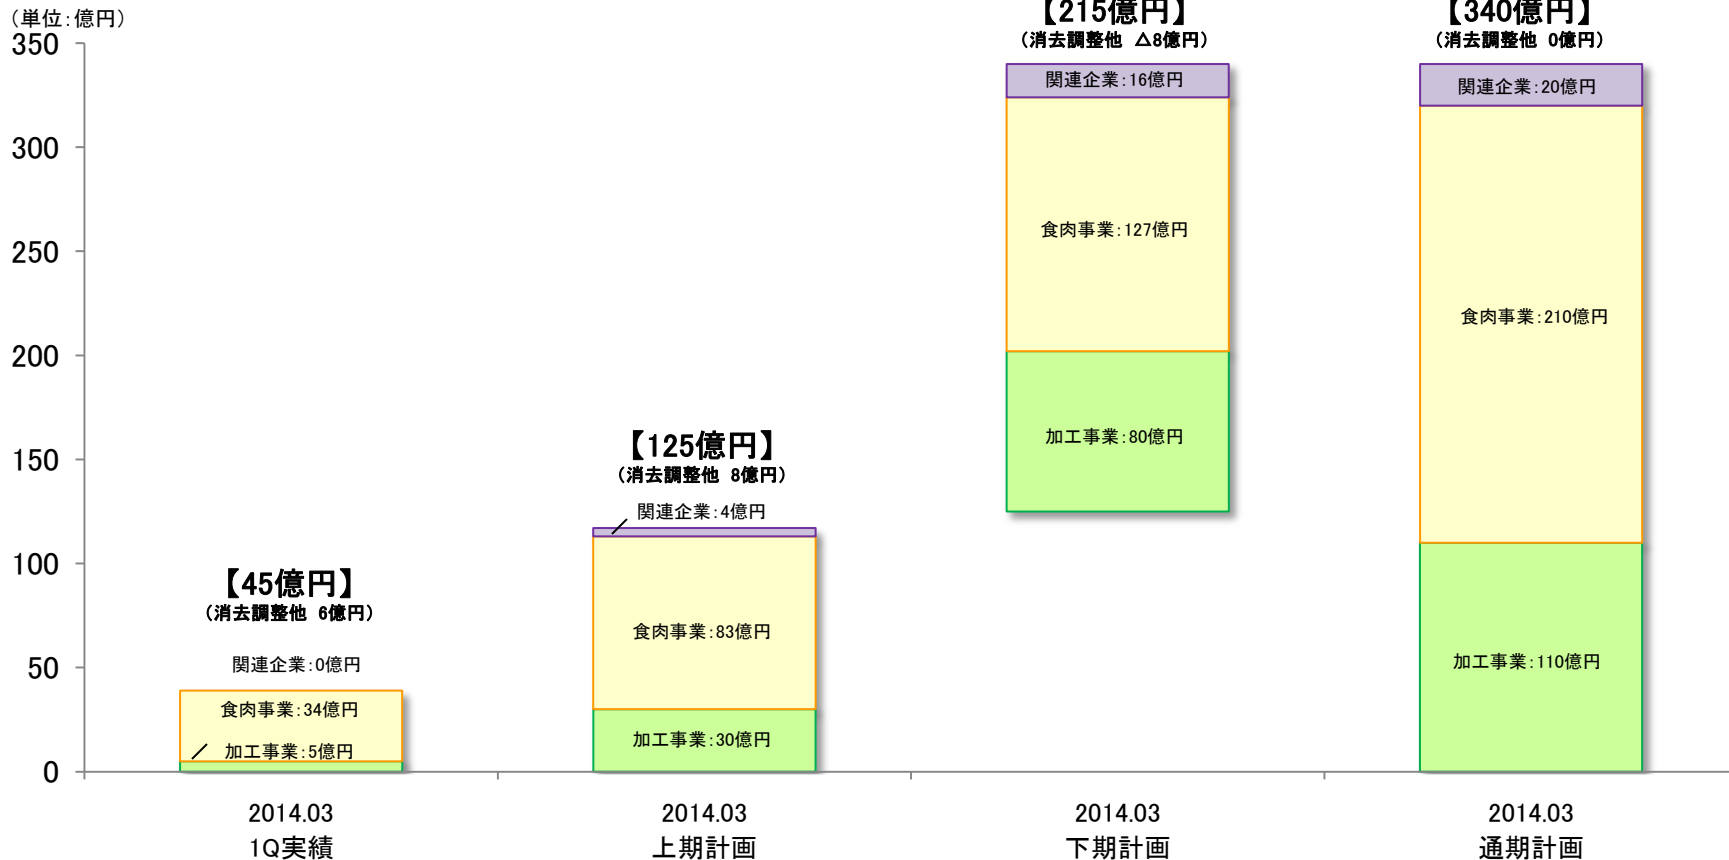 （単位：億円）
350
300
250
200
150
100
50
0
【45億円】
（消去調整他 6億円）
関連企業：0億円
食肉事業：34億円
加工事業：5億円
2014.03
1Q実績
【125億円】
（消去調整他 8億円）
関連企業：4億円
食肉事業：83億円
加工事業：30億円
2014.03
上期計画
【215億円】
（消去調整他 △8億円）
関連企業：16億円
食肉事業：127億円
加工事業：80億円
2014.03
下期計画
【340億円】
（消去調整他 0億円）
関連企業：20億円
食肉事業：210億円
加工事業：110億円
2014.03
通期計画